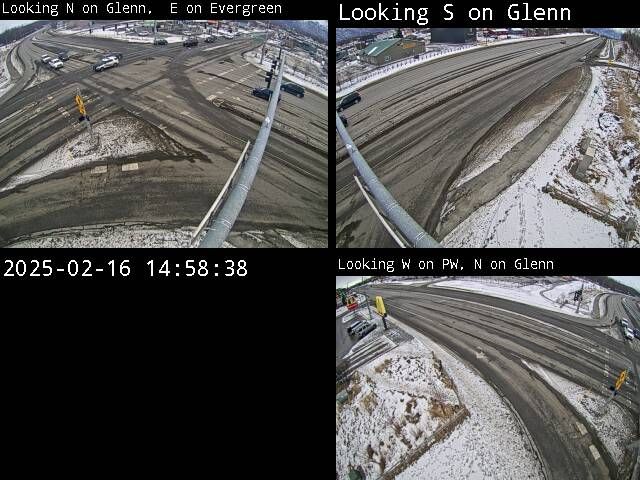 Looking N on Glenn,  E on Evergreen
Looking S on Glenn
2025-02-16 14:58:38
Looking W on PW, N on Glenn